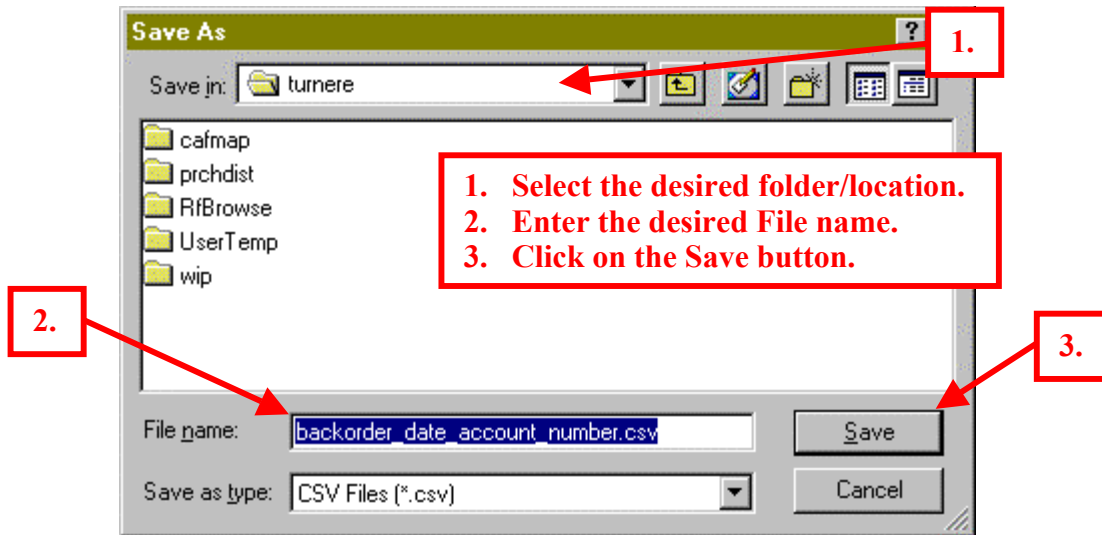 Save As
?
1.
Save in: turnere
cafmap
prchdist
RfBrowse
UserTemp
wip
1. Select the desired folder/location.
2. Enter the desired File name.
3. Click on the Save button.
2.
3.
File name: backorder_date_account_number.csv Save
Save as type: CSV Files (*.csv) Cancel